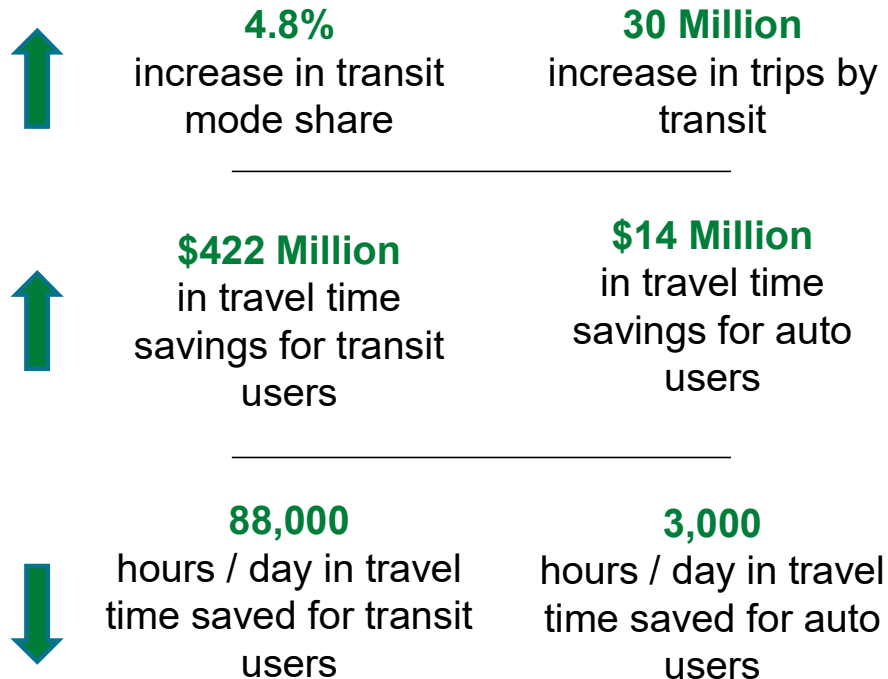 4.8%
increase in transit
mode share
30 Million
increase in trips by
transit
$422 Million
in travel time
savings for transit
users
$14 Million
in travel time
savings for auto
users
88,000
hours / day in travel
time saved for transit
users
3,000
hours / day in travel
time saved for auto
users